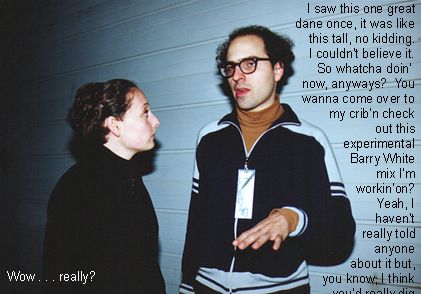 I saw this one great
dane once, it was like
this tall, no kidding.
I couldn't believe it.
So whatcha doin'
now, anyways?  You
wanna come over to
my crib'n check
out this
experimental
Barry White
mix I'm
workin'on?
Yeah, I
haven't
really told
anyone
about it but,
you know, I think
you'd really dig
Wow . . . really?